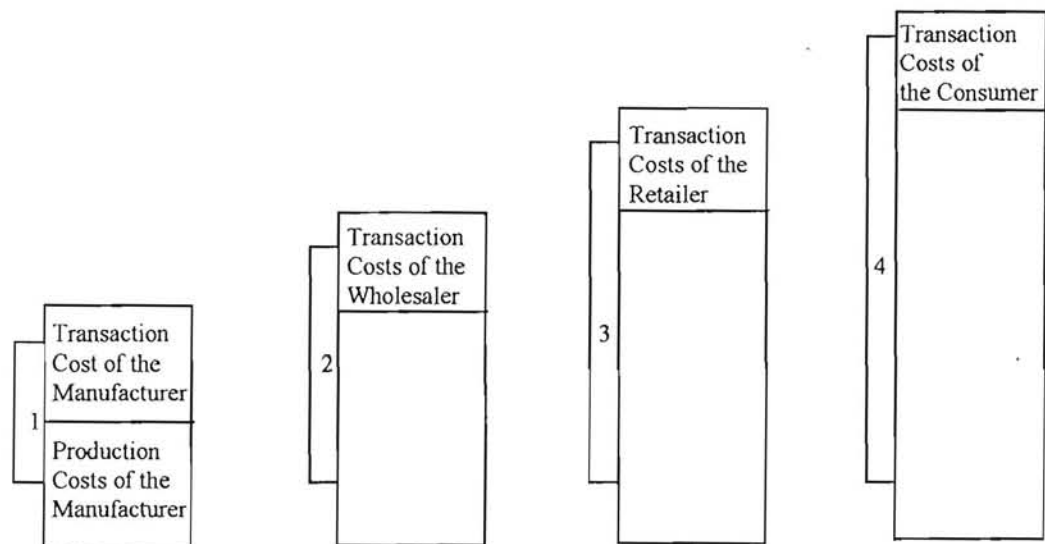 Transaction
Cost of the
Manufacturer
1
Production
Costs of the
Manufacturer
Transaction
Costs of the
Wholesaler
2
Transaction
Costs of the
Retailer
3
Transaction
Costs of
the Consumer
4